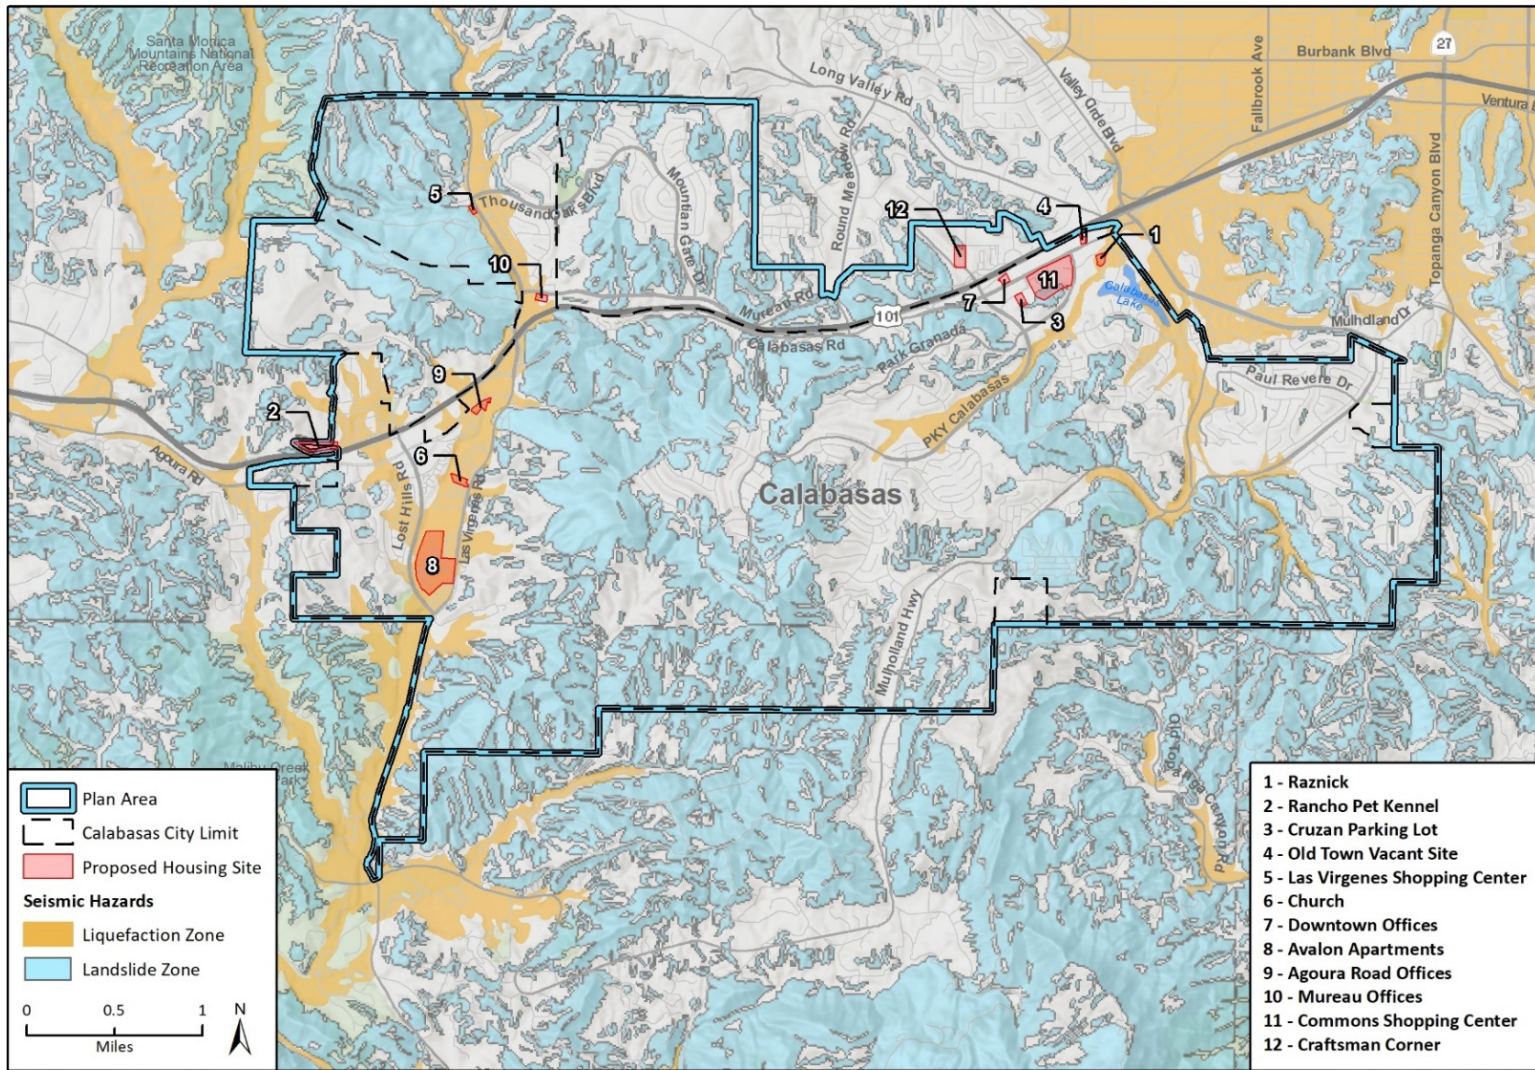 Santa Monica
Mountains National
Recreation Area
Long Valley Rd
Valley Circle Blvd
Fallbrook Ave
Burbank Blvd
27
Ventura
Topanga Canyon Blvd
Round Meadow Rd
Mountian Gate Dr
Thousand Oaks Blvd
5
12
4
1
10
11
7
3
Calabasas
Lake
Mureau Rd
101
Calabasas Rd
Park Granada
Mulholland Dr
Paul Revere Dr
9
2
PKY Calabasas
Agoura Rd
6
Lost Hills Rd
Las Virgenes Rd
Calabasas
8
Mulholland Hwy
Old Topanga Canyon Rd
Malibu Creek
Park
Plan Area
Calabasas City Limit
Proposed Housing Site
Seismic Hazards
Liquefaction Zone
Landslide Zone
0 0.5 1
Miles
N
1 - Raznick
2 - Rancho Pet Kennel
3 - Cruzan Parking Lot
4 - Old Town Vacant Site
5 - Las Virgenes Shopping Center
6 - Church
7 - Downtown Offices
8 - Avalon Apartments
9 - Agoura Road Offices
10 - Mureau Offices
11 - Commons Shopping Center
12 - Craftsman Corner